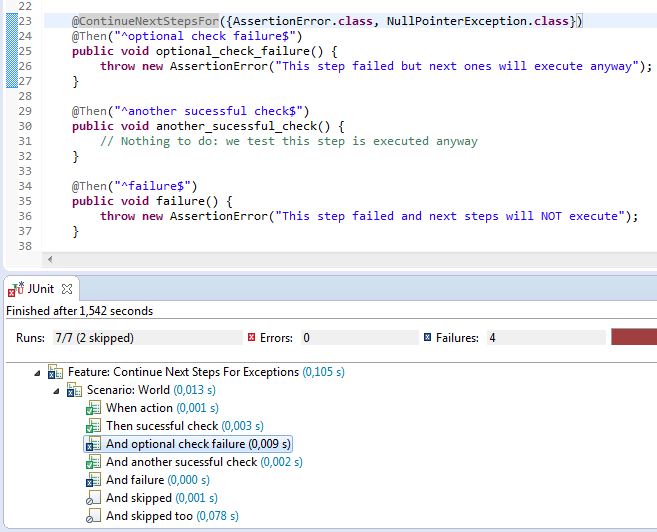 22
23 @ContinueNextStepsFor({AssertionError.class, NullPointerException.class})
24 @Then("^optional check failure$")
25 public void optional_check_failure() {
26 throw new AssertionError("This step failed but next ones will execute anyway");
27 }
28
29 @Then("^another sucessful check$")
30 public void another_sucessful_check() {
31 // Nothing to do: we test this step is executed anyway
32 }
33
34 @Then("^failure$")
35 public void failure() {
36 throw new AssertionError("This step failed and next steps will NOT execute");
37 }
38
JUnit
Finished after 1,542 seconds
Runs: 7/7 (2 skipped) Errors: 0 Failures: 4
Feature: Continue Next Steps For Exceptions (0,105 s)
Scenario: World (0,013 s)
When action (0,001 s)
Then sucessful check (0,003 s)
And optional check failure (0,009 s)
And another sucessful check (0,002 s)
And failure (0,000 s)
And skipped (0,001 s)
And skipped too (0,078 s)